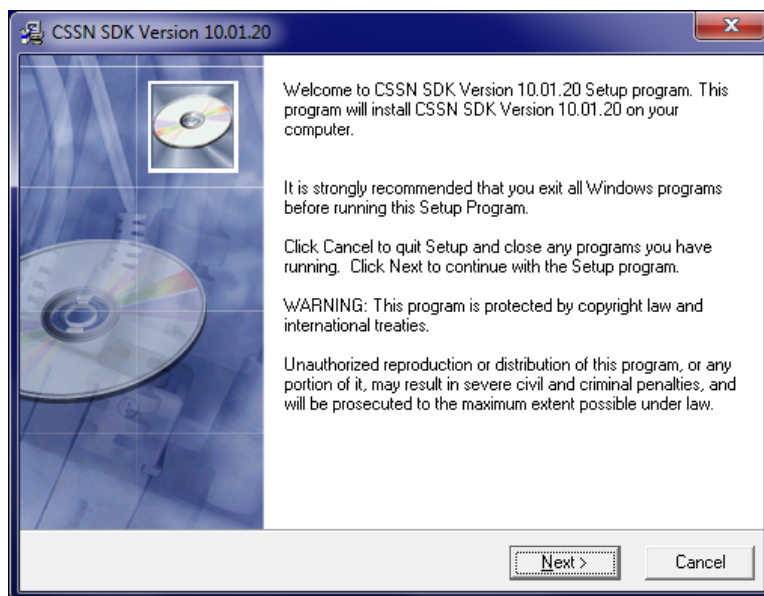 CSSN SDK Version 10.01.20
Welcome to CSSN SDK Version 10.01.20 Setup program. This
program will install CSSN SDK Version 10.01.20 on your
computer.
It is strongly recommended that you exit all Windows programs
before running this Setup Program.
Click Cancel to quit Setup and close any programs you have
running. Click Next to continue with the Setup program.
WARNING: This program is protected by copyright law and
international treaties.
Unauthorized reproduction or distribution of this program, or any
portion of it, may result in severe civil and criminal penalties, and
will be prosecuted to the maximum extent possible under law.
Next > Cancel